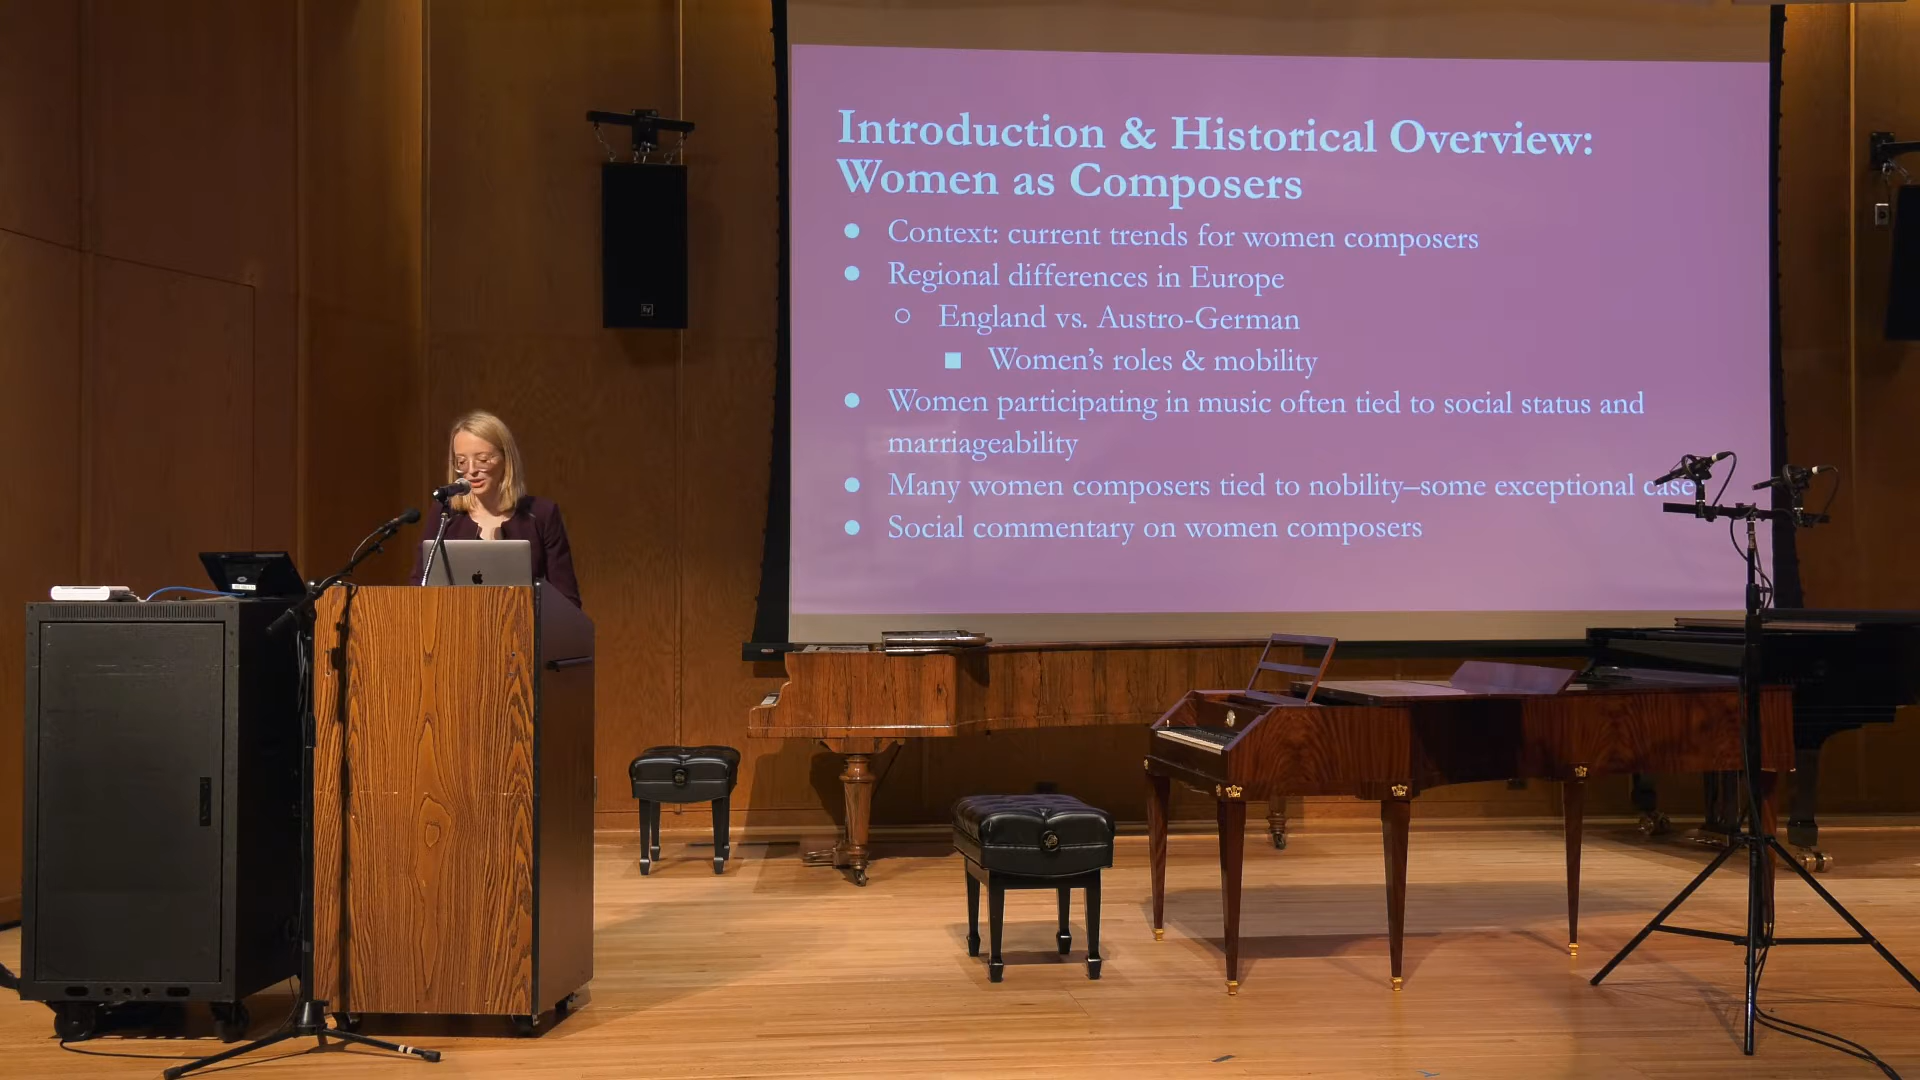 Introduction & Historical Overview:
Women as Composers
● Context: current trends for women composers
● Regional differences in Europe
○ England vs. Austro-German
■ Women's roles & mobility
● Women participating in music often tied to social status and
marriageability
● Many women composers tied to nobility–some exceptional case
● Social commentary on women composers